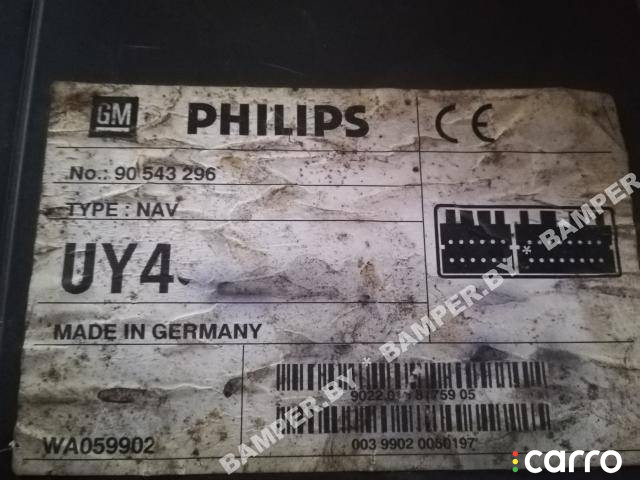 GM PHILIPS CE
No.: 90 543 296
TYPE : NAV
UY4
MADE IN GERMANY
WA059902
003 9902 0050197
BAMPER.BY * BAMPER.BY * BAMPER.BY
carro